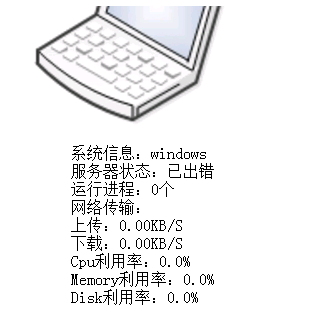 系统信息：windows
服务器状态：已出错
运行进程：0个
网络传输：
上传：0.00KB/S
下载：0.00KB/S
Cpu利用率：0.0%
Memory利用率：0.0%
Disk利用率：0.0%